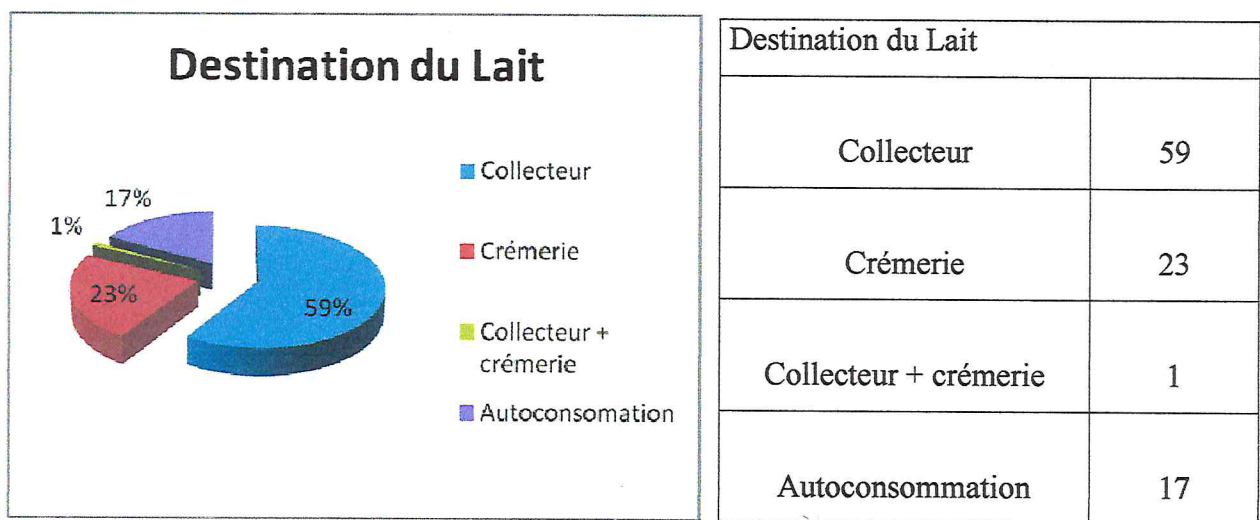 Destination du Lait
17%
1%
23%
59%
Collecteur
Crémerie
Collecteur +
crémerie
Autoconsomation
Destination du Lait
Collecteur 59
Crémerie 23
Collecteur + crémerie 1
Autoconsommation 17